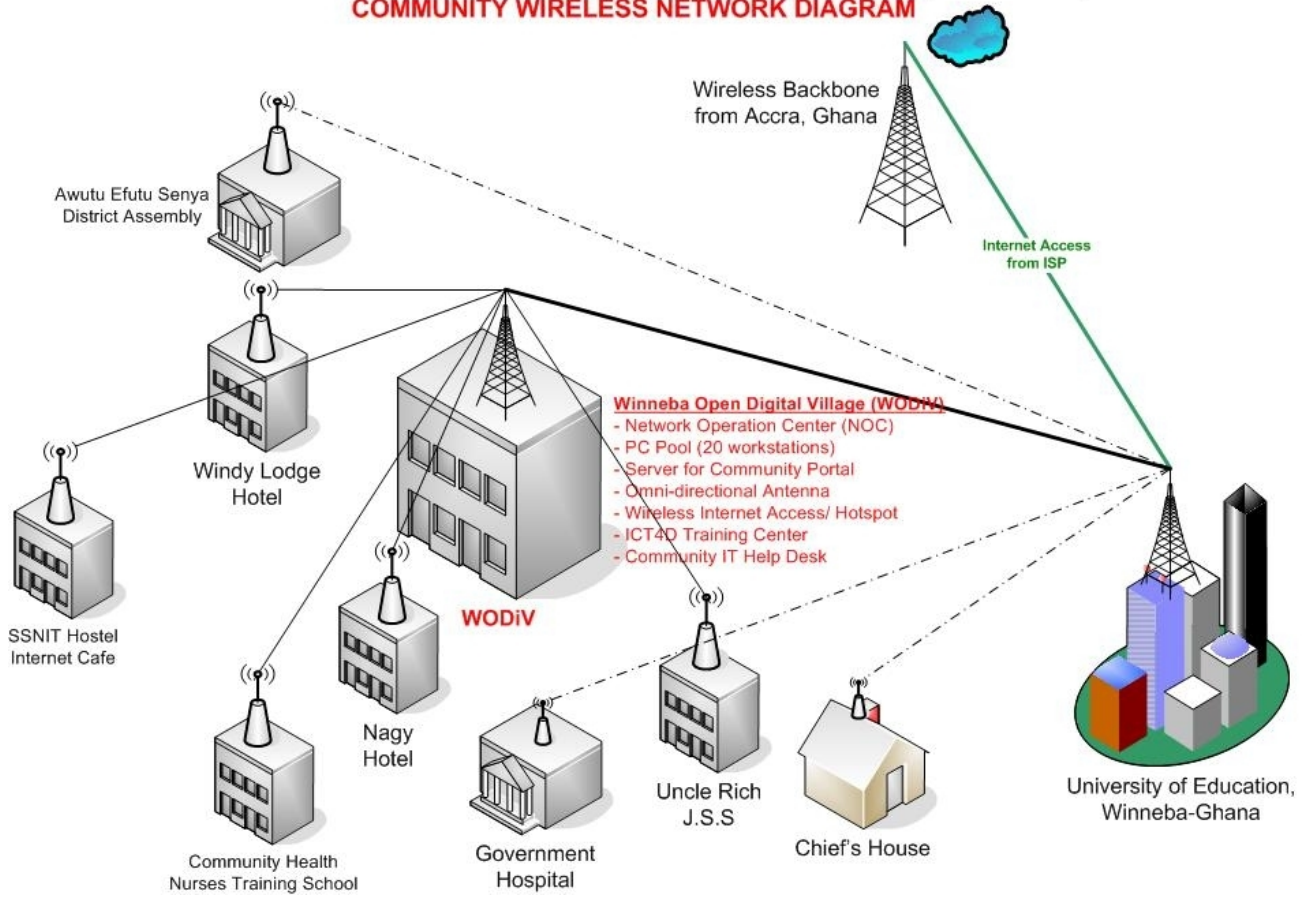 COMMUNITY WIRELESS NETWORK DIAGRAM
Wireless Backbone
from Accra, Ghana
Awutu Efutu Senya
District Assembly
Internet Access
from ISP
Winneba Open Digital Village (WODiV)
- Network Operation Center (NOC)
- PC Pool (20 workstations)
- Server for Community Portal
- Omni-directional Antenna
- Wireless Internet Access/ Hotspot
- ICT4D Training Center
- Community IT Help Desk
Windy Lodge
Hotel
WODiV
SSNIT Hostel
Internet Cafe
Nagy
Hotel
Uncle Rich
J.S.S
University of Education,
Winneba-Ghana
Chief's House
Government
Hospital
Community Health
Nurses Training School